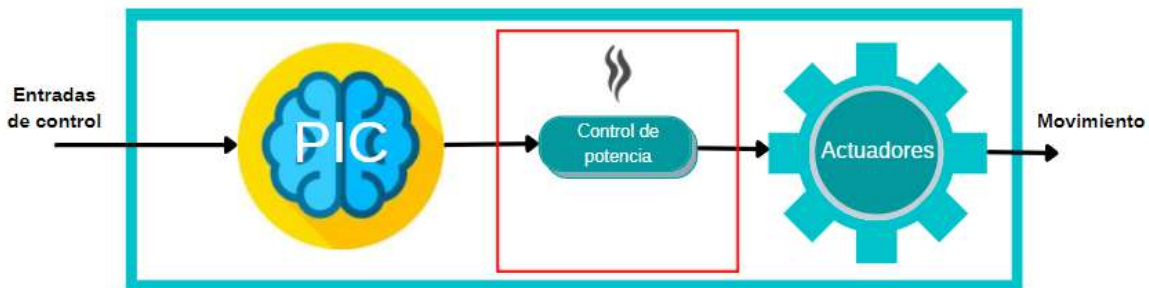 Entradas
de control
PIC
Control de
potencia
Actuadores
Movimiento